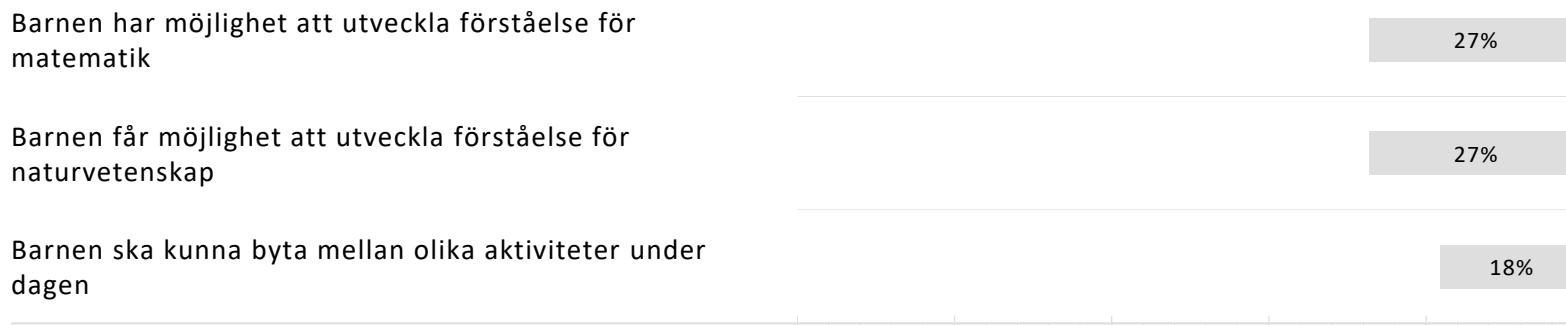 Barnen har möjlighet att utveckla förståelse för
matematik
27%
Barnen får möjlighet att utveckla förståelse för
naturvetenskap
27%
Barnen ska kunna byta mellan olika aktiviteter under
dagen
18%